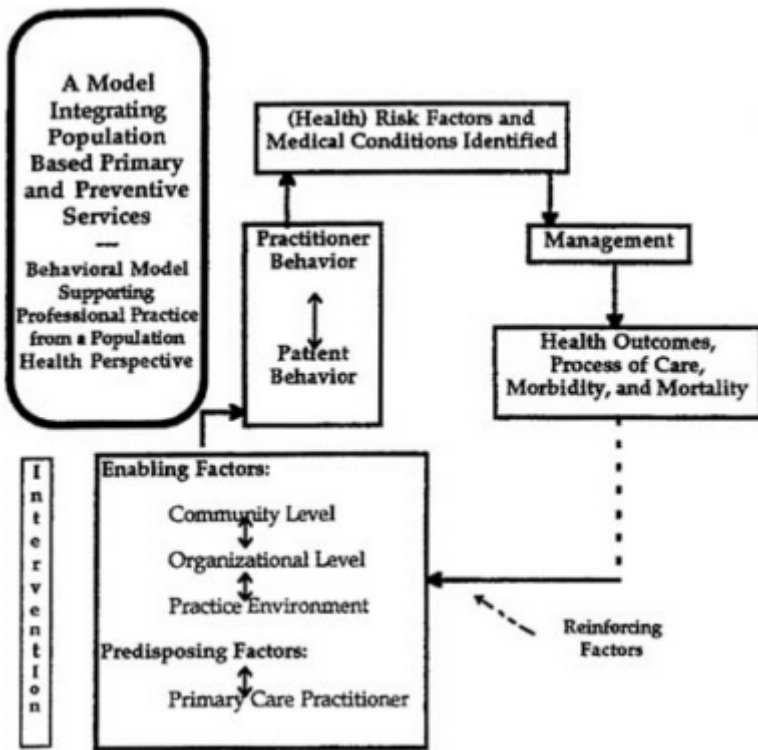 A Model
Integrating
Population
Based Primary
and Preventive
Services
—
Behavioral Model
Supporting
Professional Practice
from a Population
Health Perspective
(Health) Risk Factors and
Medical Conditions Identified
Practitioner
Behavior
Patient
Behavior
Management
Health Outcomes,
Process of Care,
Morbidity, and Mortality
Intervention
Enabling Factors:
Community Level
Organizational Level
Practice Environment
Predisposing Factors:
Primary Care Practitioner
Reinforcing
Factors